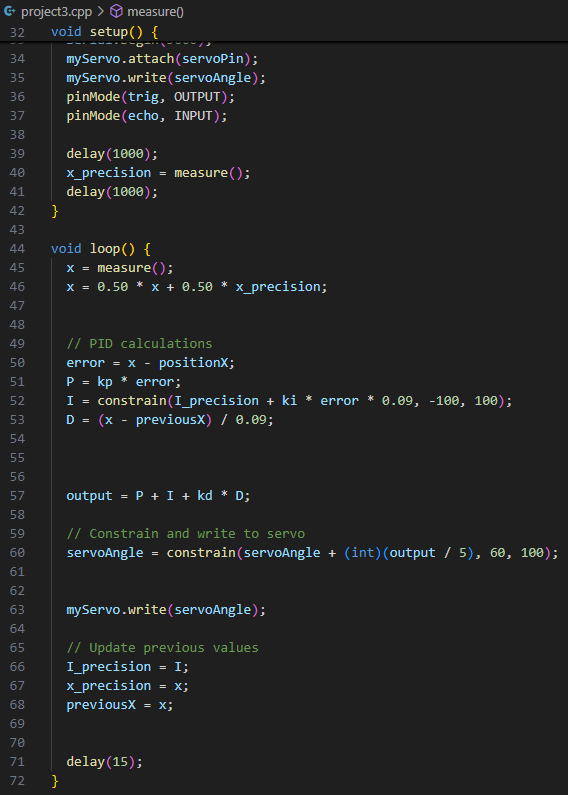 project3.cpp > measure()
32 void setup() {
34 myServo.attach(servoPin);
35 myServo.write(servoAngle);
36 pinMode(trig, OUTPUT);
37 pinMode(echo, INPUT);
38
39 delay(1000);
40 x_precision = measure();
41 delay(1000);
42 }
43
44 void loop() {
45 x = measure();
46 x = 0.50 * x + 0.50 * x_precision;
47
48
49 // PID calculations
50 error = x - positionX;
51 P = kp * error;
52 I = constrain(I_precision + ki * error * 0.09, -100, 100);
53 D = (x - previousX) / 0.09;
54
55
56
57 output = P + I + kd * D;
58
59 // Constrain and write to servo
60 servoAngle = constrain(servoAngle + (int)(output / 5), 60, 100);
61
62
63 myServo.write(servoAngle);
64
65 // Update previous values
66 I_precision = I;
67 x_precision = x;
68 previousX = x;
69
70
71 delay(15);
72 }